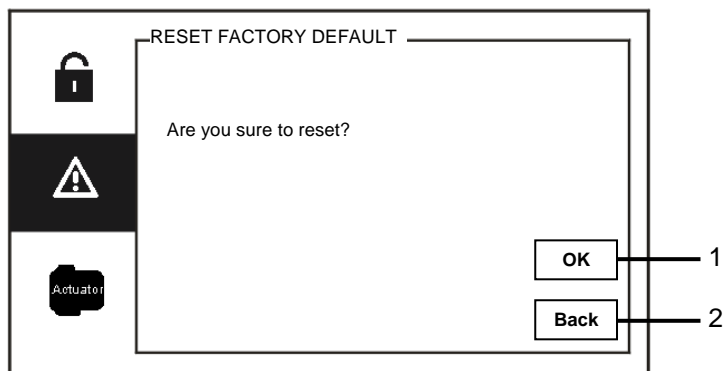 RESET FACTORY DEFAULT
Are you sure to reset?
Actuator
OK
1
Back
2